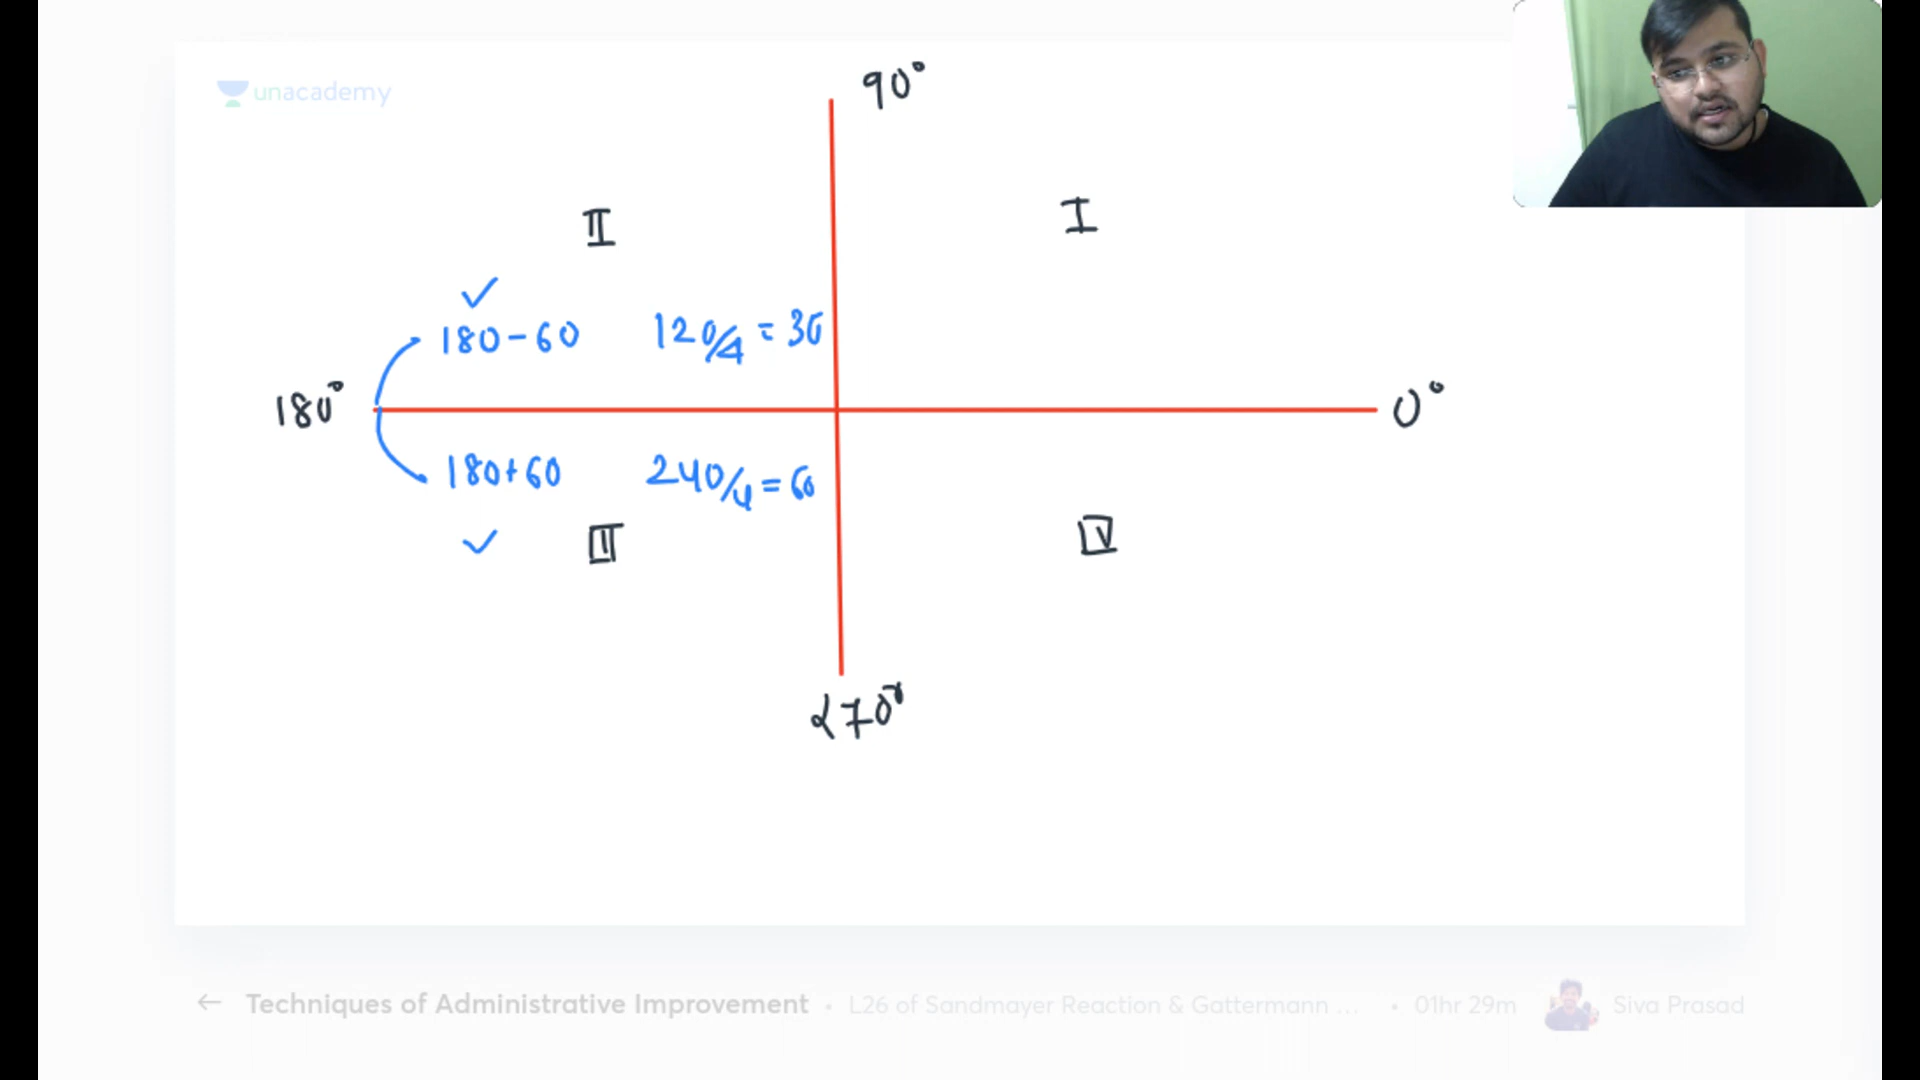 unacademy
90°
II
I
180-60
120/4 = 30
180°
0°
180+60
240/4 = 60
III
IV
270°
Techniques of Administrative Improvement • L26 of Sandmayer Reaction & Gattermann ... • 01hr 29m
Siva Prasad